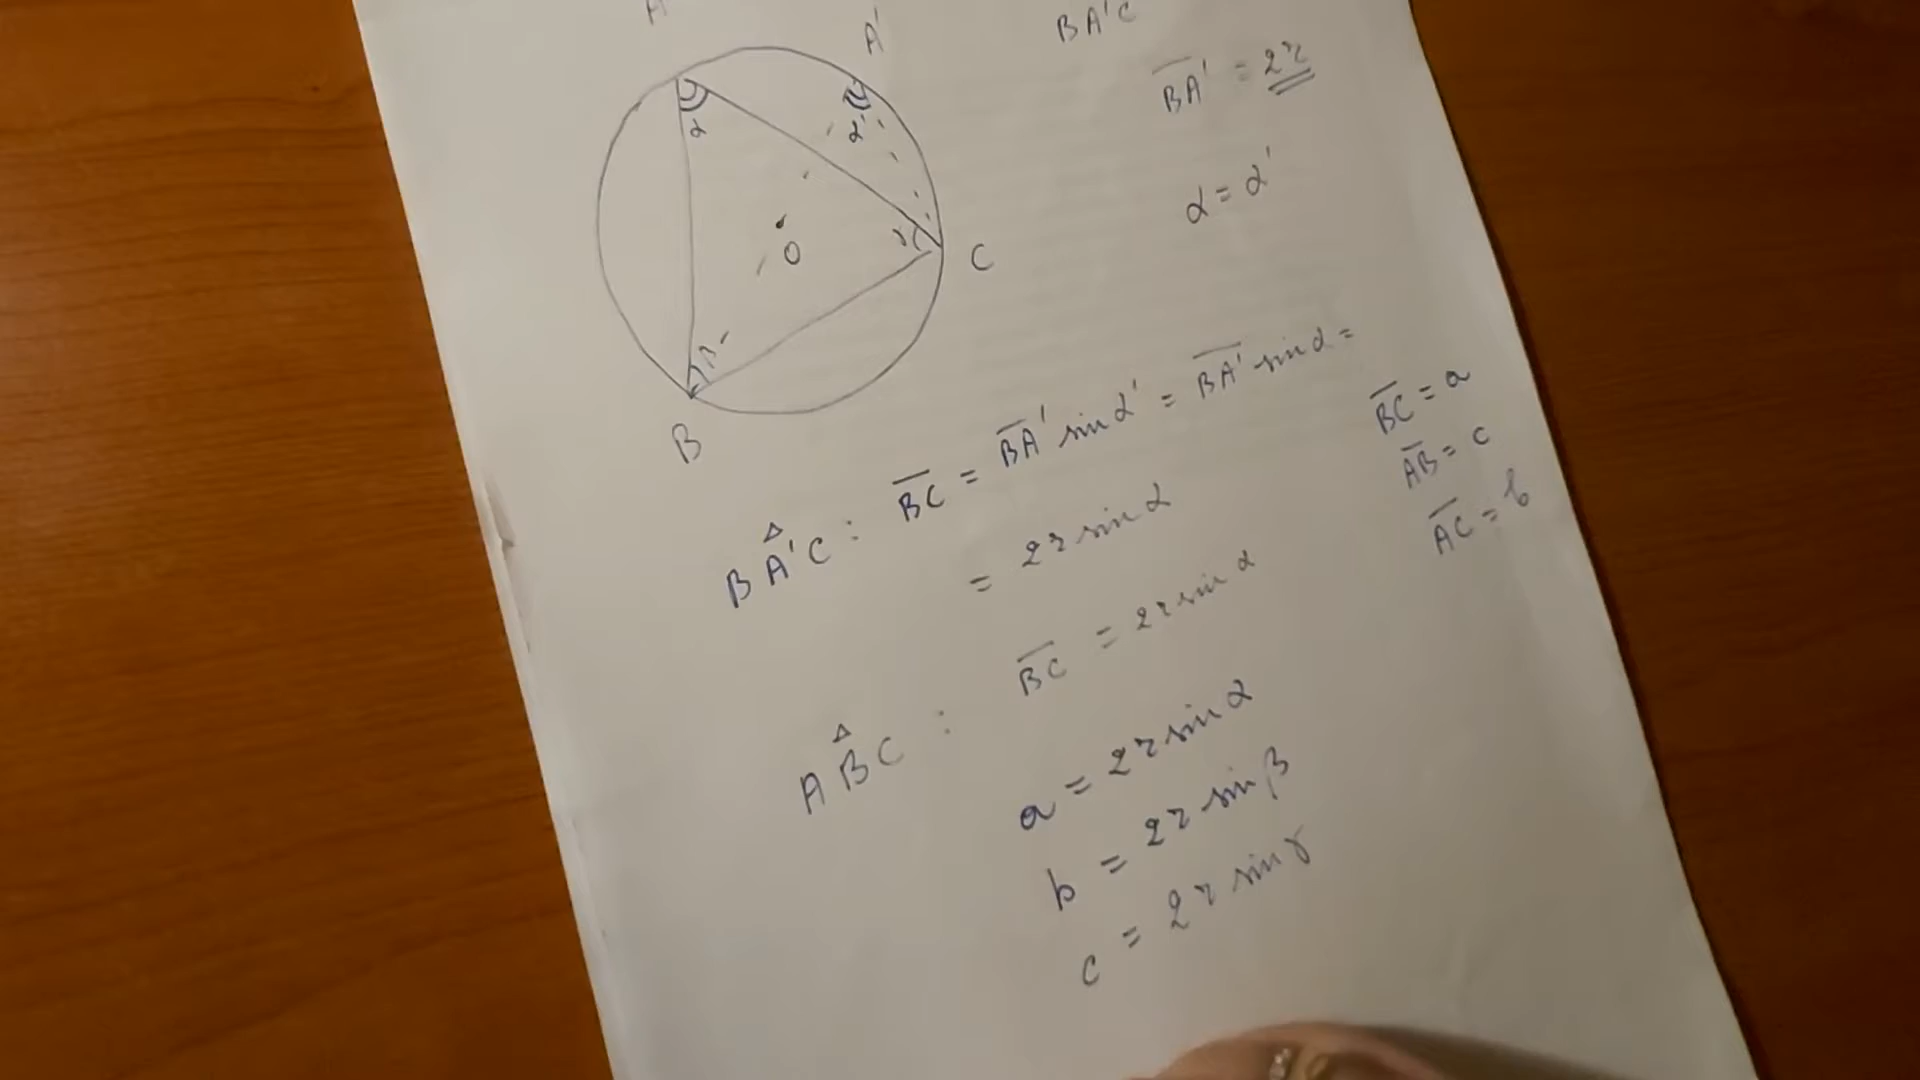 A
A'
BA'C
BA' = 2r
α
α'
α = α'
O
γ
C
β
B
BA'C : BC = BA' sin α' = BA' sin α =
= 2r sin α
BC = a
AB = c
AC = b
ABC : BC = 2r sin α
a = 2r sin α
b = 2r sin β
c = 2r sin γ